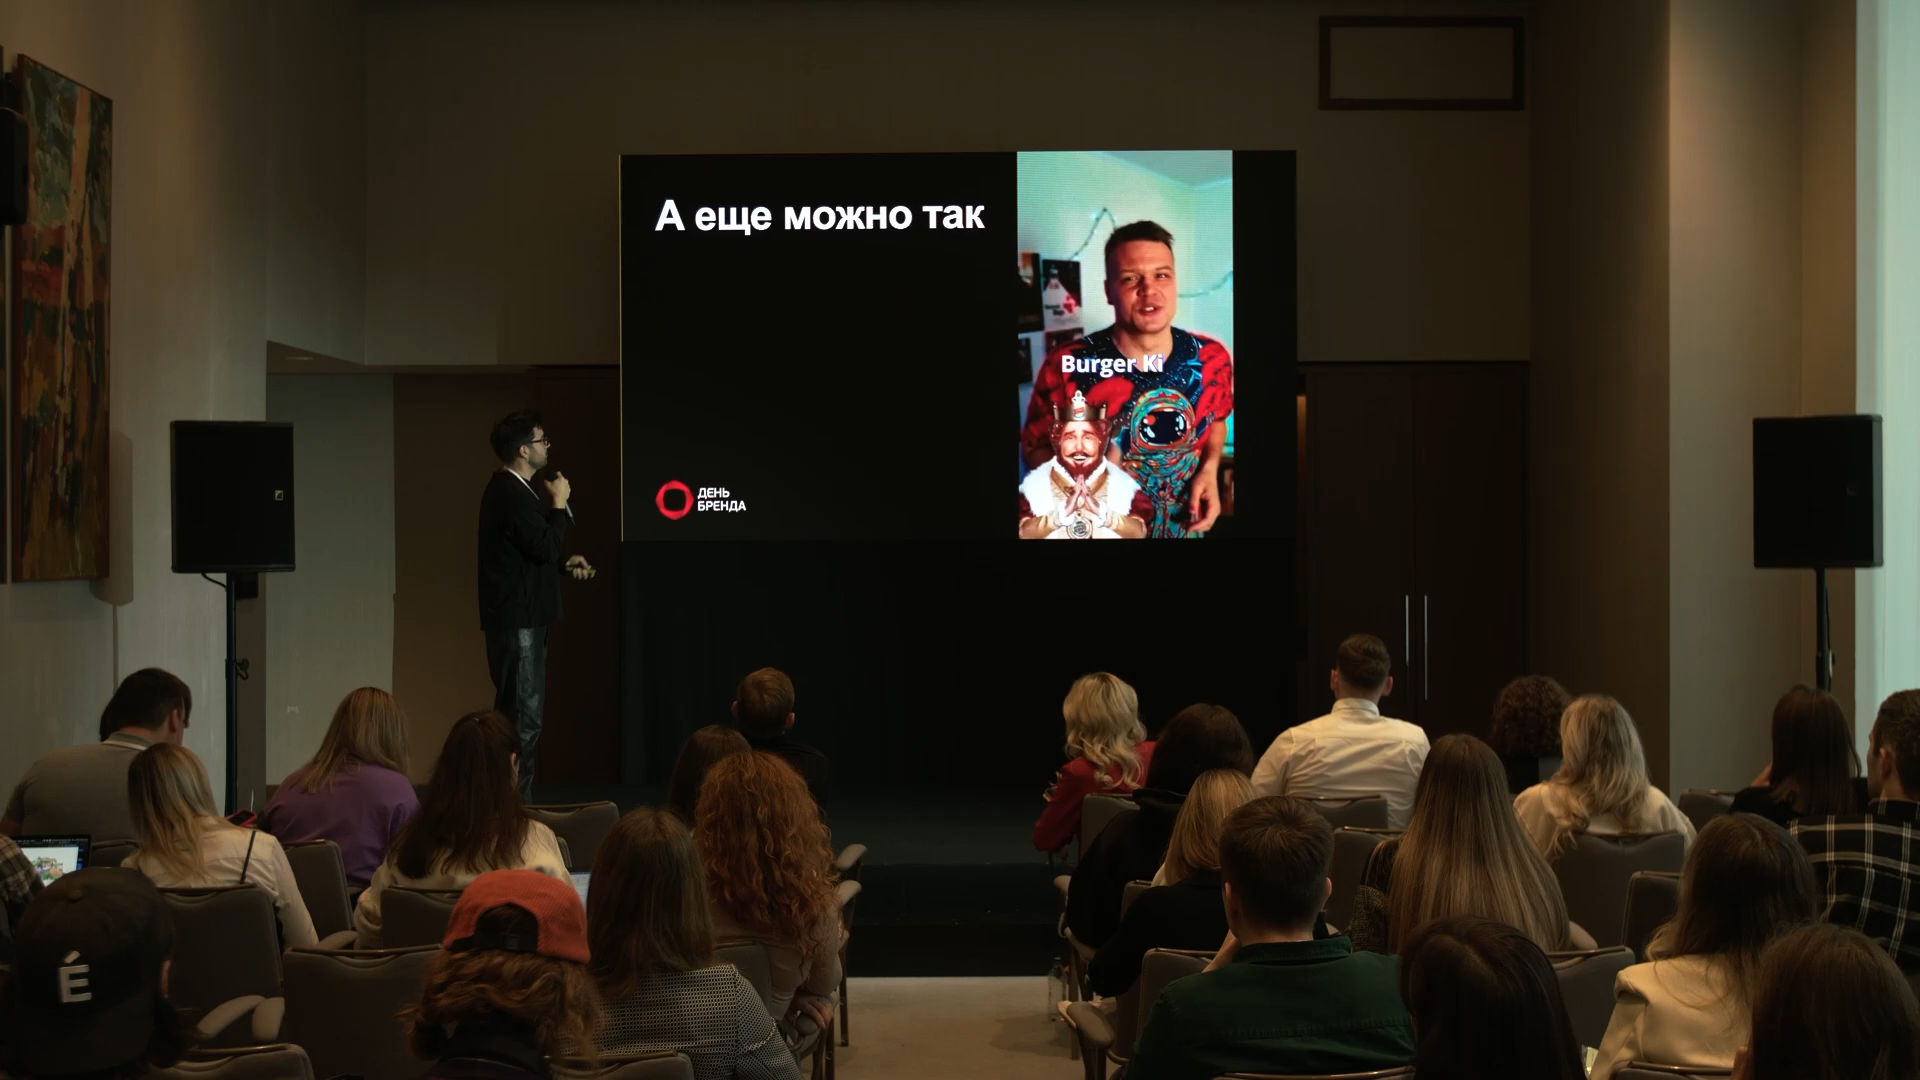 А еще можно так
Burger Ki
ДЕНЬ
БРЕНДА
É